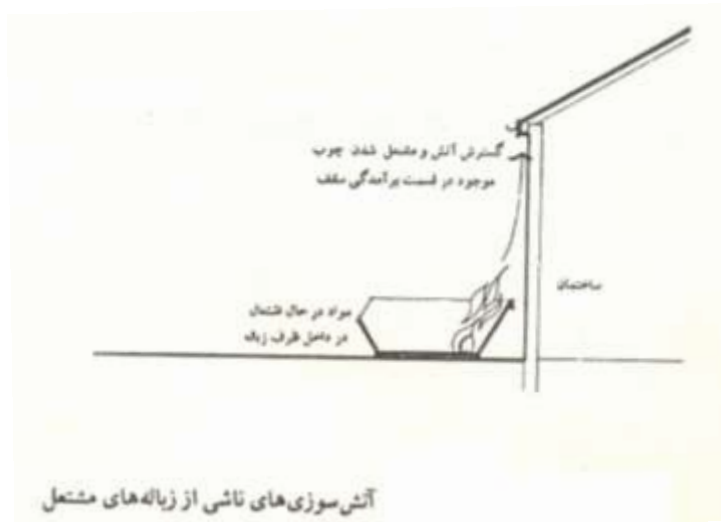 گسترش آتش و مشتعل شدن چوب
موجود در قسمت برآمدگی سقف
ساختمان
مواد در حال اشتعال
در داخل ظرف زباله
آتش‌سوزی‌های ناشی از زباله‌های مشتعل